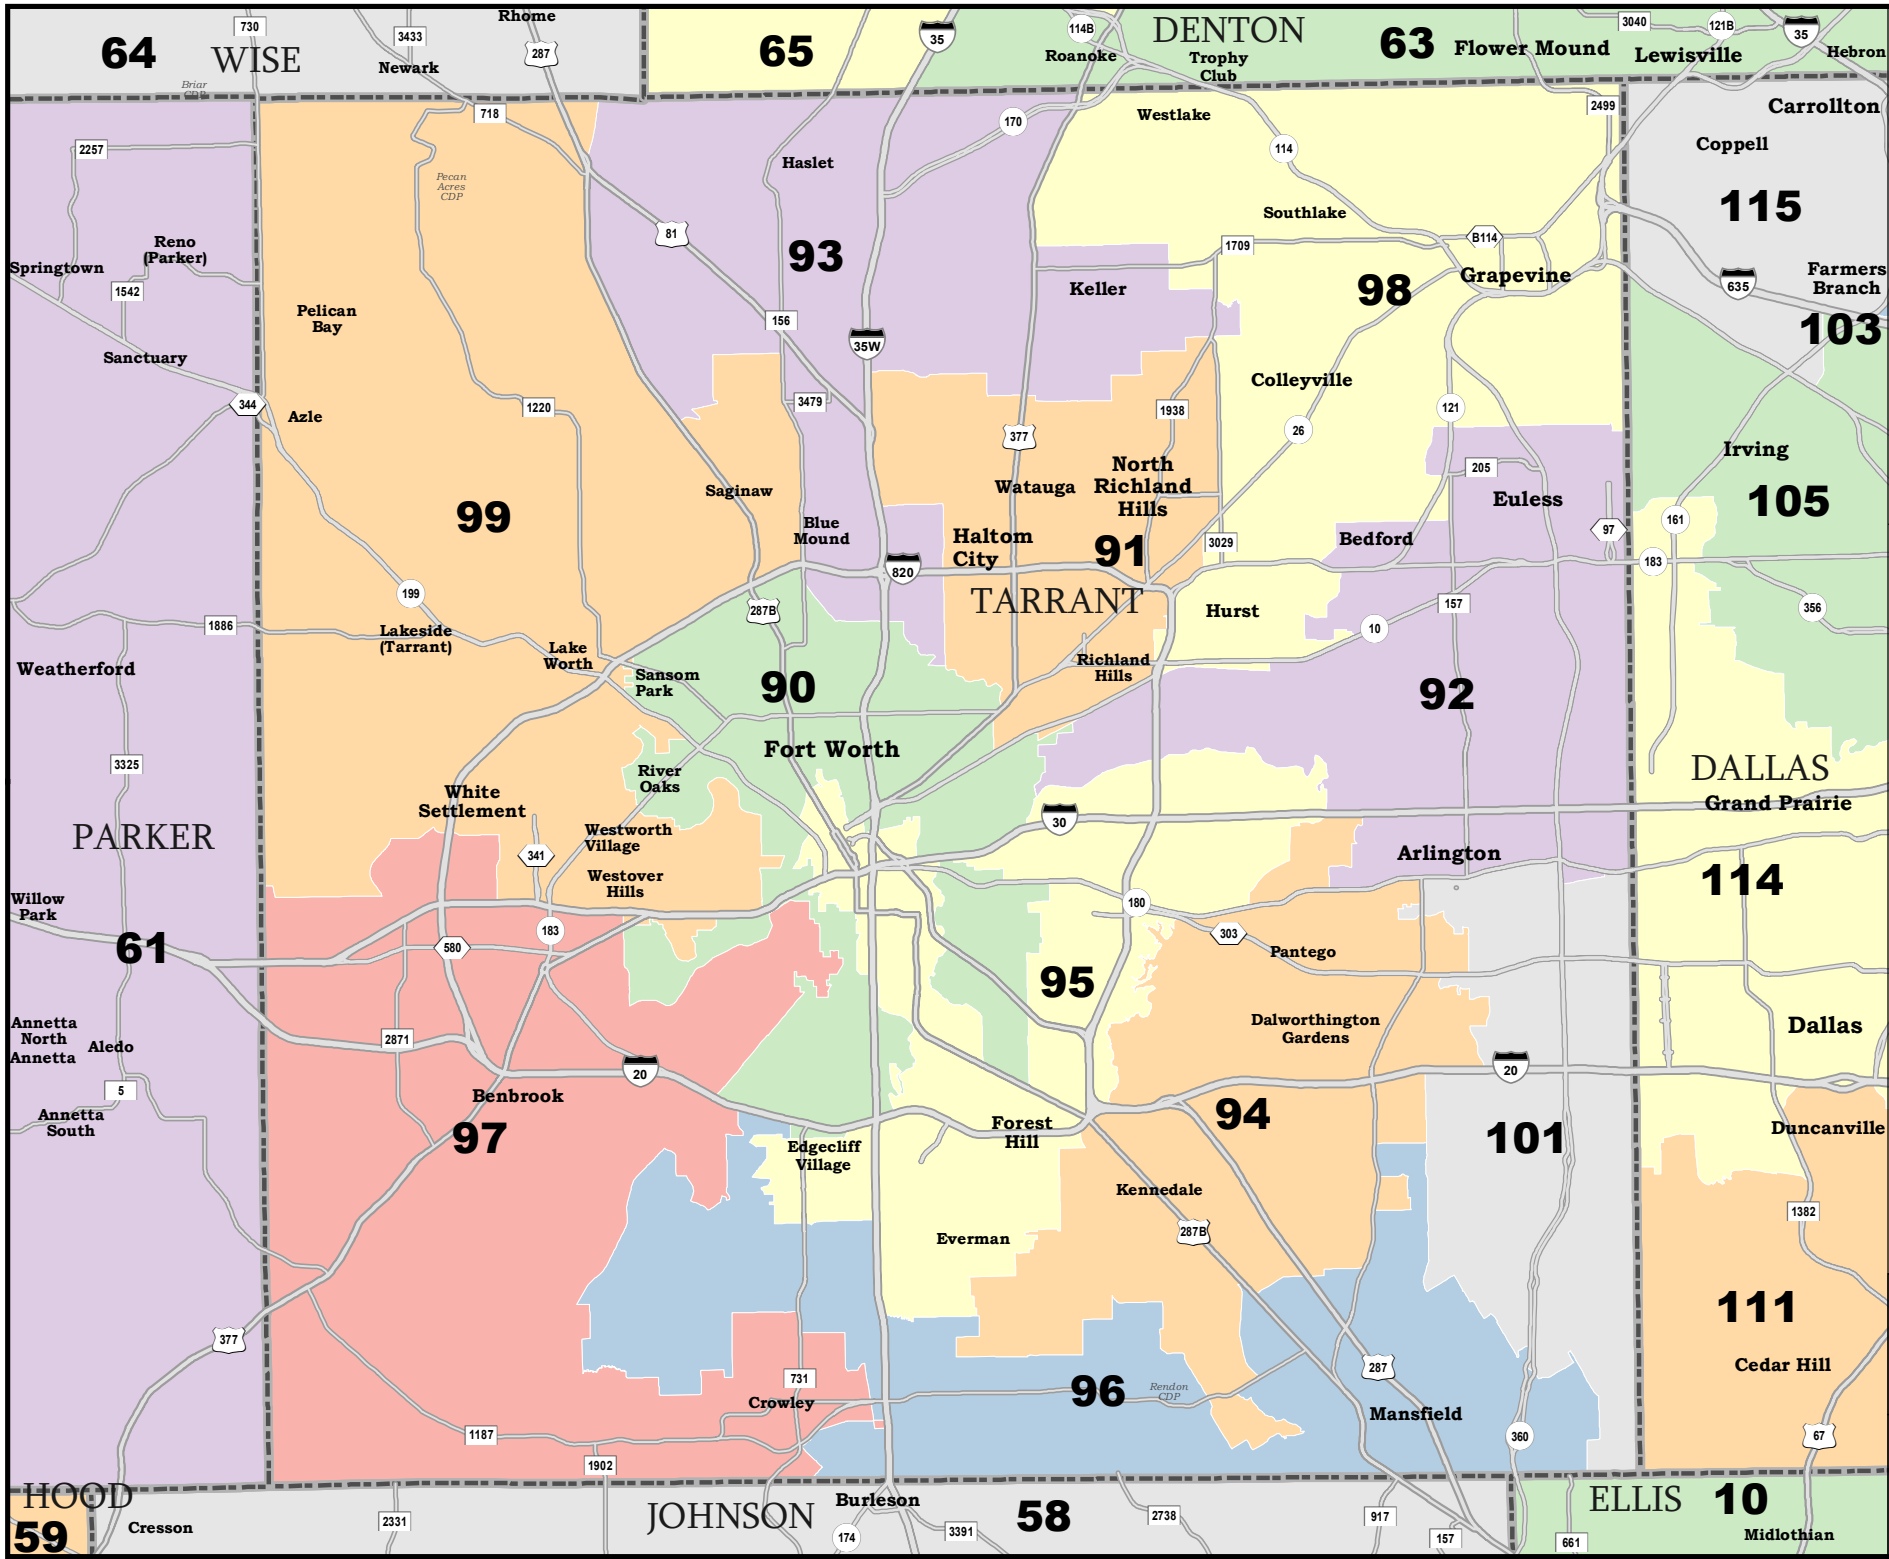 64
730
WISE
3433
Newark
Rhome
287
65
35
114B
Roanoke
DENTON
Trophy
Club
63
Flower Mound
3040
Lewisville
121B
35
Hebron
Briar
CDP
718
2257
Pecan
Acres
CDP
Haslet
170
Westlake
114
2499
Carrollton
Coppell
115
81
93
Southlake
1709
B114
Grapevine
98
Reno
(Parker)
Springtown
1542
Pelican
Bay
156
35W
Keller
635
Farmers
Branch
103
Sanctuary
344
Azle
1220
3479
377
1938
Colleyville
26
121
205
Euless
Irving
105
99
Saginaw
Blue
Mound
Watauga
North
Richland
Hills
Haltom
City
91
3029
Bedford
97
161
183
820
TARRANT
199
287B
Hurst
157
10
356
1886
Lakeside
(Tarrant)
Lake
Worth
Sansom
Park
90
Richland
Hills
92
Weatherford
3325
Fort Worth
River
Oaks
White
Settlement
DALLAS
Grand Prairie
PARKER
341
Westworth
Village
Westover
Hills
30
Arlington
114
Willow
Park
61
580
183
180
303
Pantego
95
Annetta
North
Annetta
Aledo
2871
Dalworthington
Gardens
Dallas
5
Annetta
South
20
Benbrook
97
Edgecliff
Village
Forest
Hill
94
20
101
Duncanville
Kennedale
287B
Everman
1382
111
377
287
Cedar Hill
731
Crowley
96
Rendon
CDP
Mansfield
360
67
1187
1902
HOOD
59
Cresson
2331
JOHNSON
Burleson
174
3391
58
2738
917
157
661
ELLIS
10
Midlothian